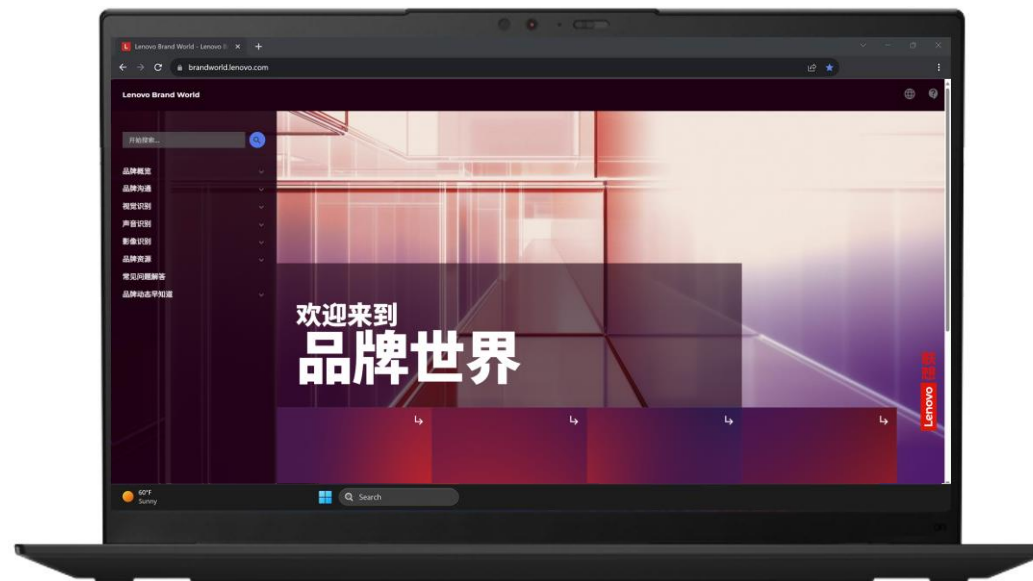 Lenovo Brand World - Lenovo B
brandworld.lenovo.com
Lenovo Brand World
开始搜索...
品牌概览
品牌沟通
视觉识别
声音识别
影像识别
品牌资源
常见问题解答
品牌动态早知道
欢迎来到
品牌世界
Lenovo 联想
60°F
Sunny
Search